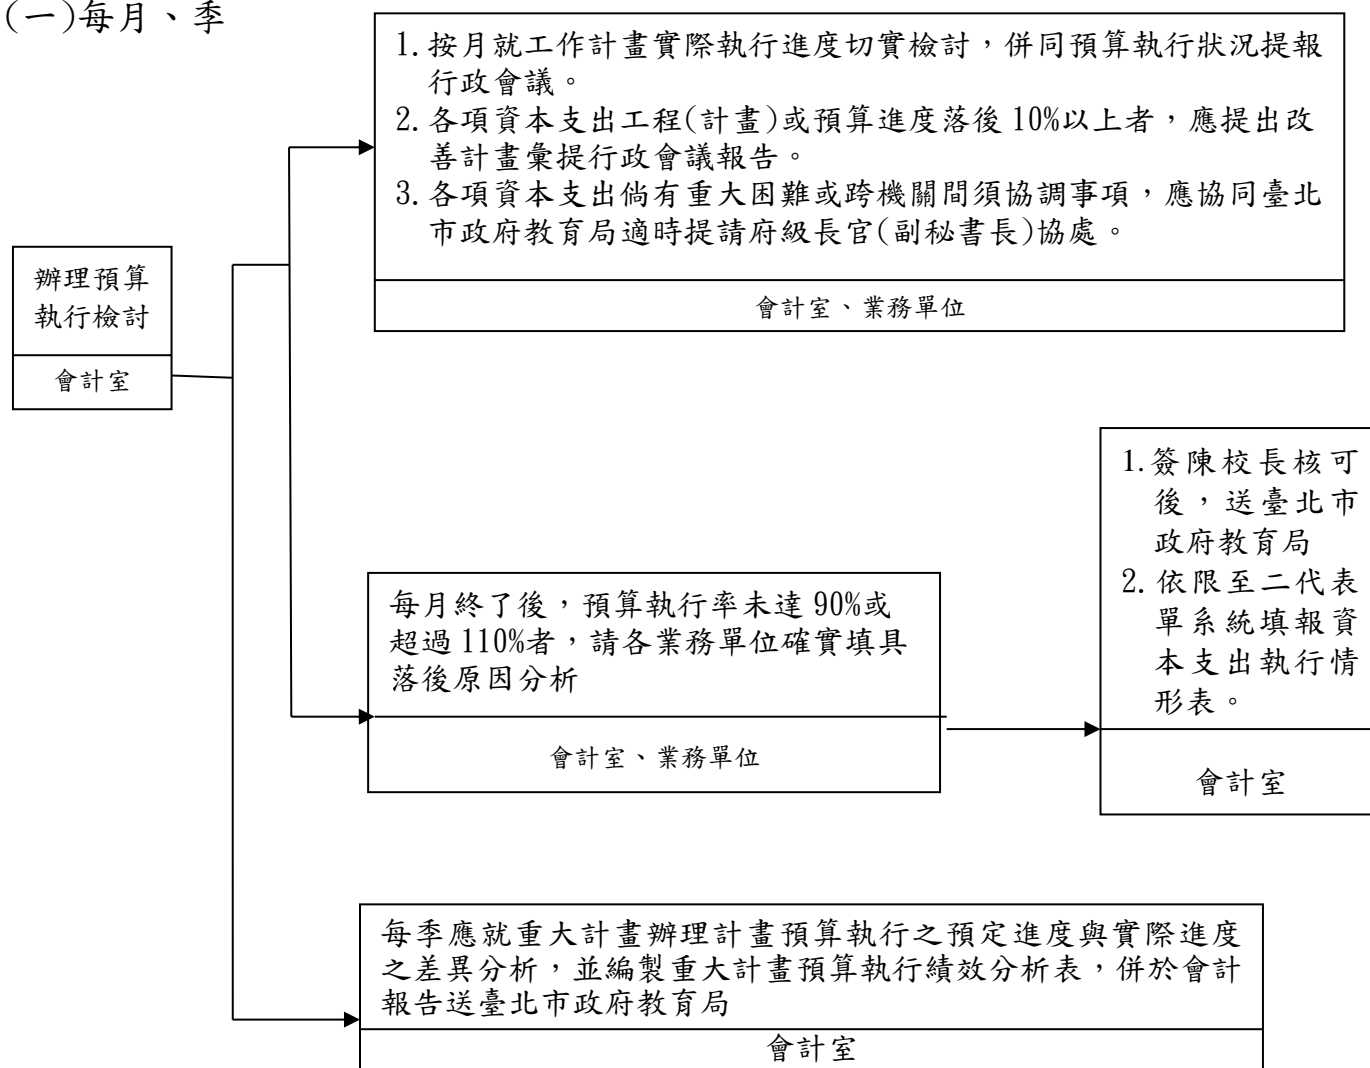 (一)每月、季
1.按月就工作計畫實際執行進度切實檢討，併同預算執行狀況提報
行政會議。
2.各項資本支出工程(計畫)或預算進度落後10%以上者，應提出改
善計畫彙提行政會議報告。
3.各項資本支出倘有重大困難或跨機關間須協調事項，應協同臺北
市政府教育局適時提請府級長官(副秘書長)協處。
會計室、業務單位
辦理預算
執行檢討
會計室
每月終了後，預算執行率未達90%或
超過110%者，請各業務單位確實填具
落後原因分析
會計室、業務單位
1.簽陳校長核可
後，送臺北市
政府教育局
2.依限至二代表
單系統填報資
本支出執行情
形表。
會計室
每季應就重大計畫辦理計畫預算執行之預定進度與實際進度
之差異分析，並編製重大計畫預算執行績效分析表，併於會計
報告送臺北市政府教育局
會計室